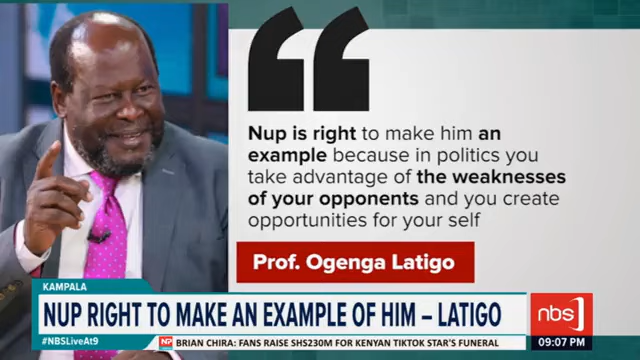 Nup is right to make him an
example because in politics you
take advantage of the weaknesses
of your opponents and you create
opportunities for your self
Prof. Ogenga Latigo
KAMPALA
NUP RIGHT TO MAKE AN EXAMPLE OF HIM – LATIGO
nbs
#NBSLiveAt9
NP BRIAN CHIRA: FANS RAISE SHS230M FOR KENYAN TIKTOK STAR'S FUNERAL
09:07 PM